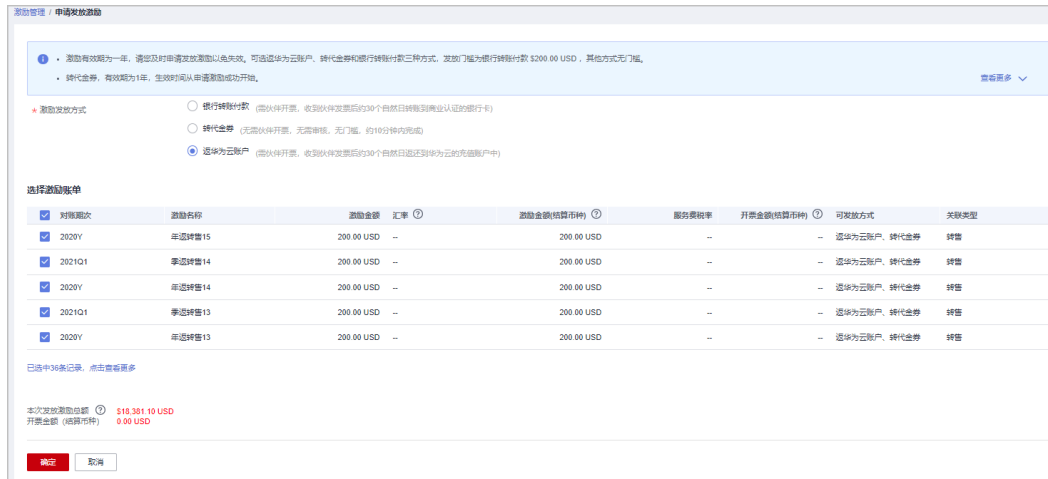 激励管理 / 申请发放激励
激励有效期为一年，请您及时申请发放激励以免失效。可选返华为云账户、转代金券和银行转账付款三种方式，发放门槛为银行转账付款 $200.00 USD ，其他方式无门槛。
转代金券，有效期为1年，生效时间从申请激励成功开始。
查看更多
* 激励发放方式
银行转账付款 (需伙伴开票，收到伙伴发票后约30个自然日转账到商业认证的银行卡)
转代金券 (无需伙伴开票，无需审核，无门槛，约10分钟内完成)
返华为云账户 (需伙伴开票，收到伙伴发票后约30个自然日返还到华为云的充值账户中)
选择激励账单
对账期次 激励名称 激励金额 汇率 ? 激励金额(结算币种) ? 服务费税率 开票金额(结算币种) ? 可发放方式 关联类型
2020Y 年返转售15 200.00 USD -- 200.00 USD -- -- 返华为云账户、转代金券 转售
2021Q1 季返转售14 200.00 USD -- 200.00 USD -- -- 返华为云账户、转代金券 转售
2020Y 年返转售14 200.00 USD -- 200.00 USD -- -- 返华为云账户、转代金券 转售
2021Q1 季返转售13 200.00 USD -- 200.00 USD -- -- 返华为云账户、转代金券 转售
2020Y 年返转售13 200.00 USD -- 200.00 USD -- -- 返华为云账户、转代金券 转售
已选中36条记录，点击查看更多
本次发放激励总额 ? $18,381.10 USD
开票金额 (结算币种) 0.00 USD
确定 取消